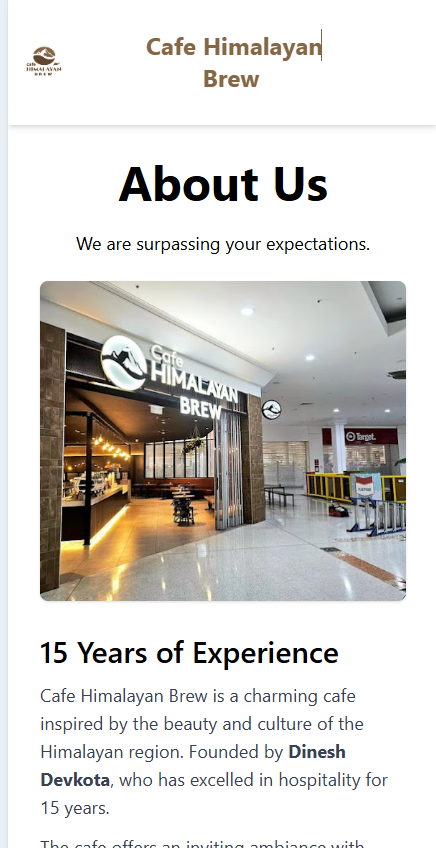 cafe
HIMALAYAN
BREW
Cafe Himalayan
Brew
About Us
We are surpassing your expectations.
Cafe
HIMALAYAN
BREW
Target.
15 Years of Experience
Cafe Himalayan Brew is a charming cafe
inspired by the beauty and culture of the
Himalayan region. Founded by Dinesh
Devkota, who has excelled in hospitality for
15 years.
The cafe offers an inviting ambiance with